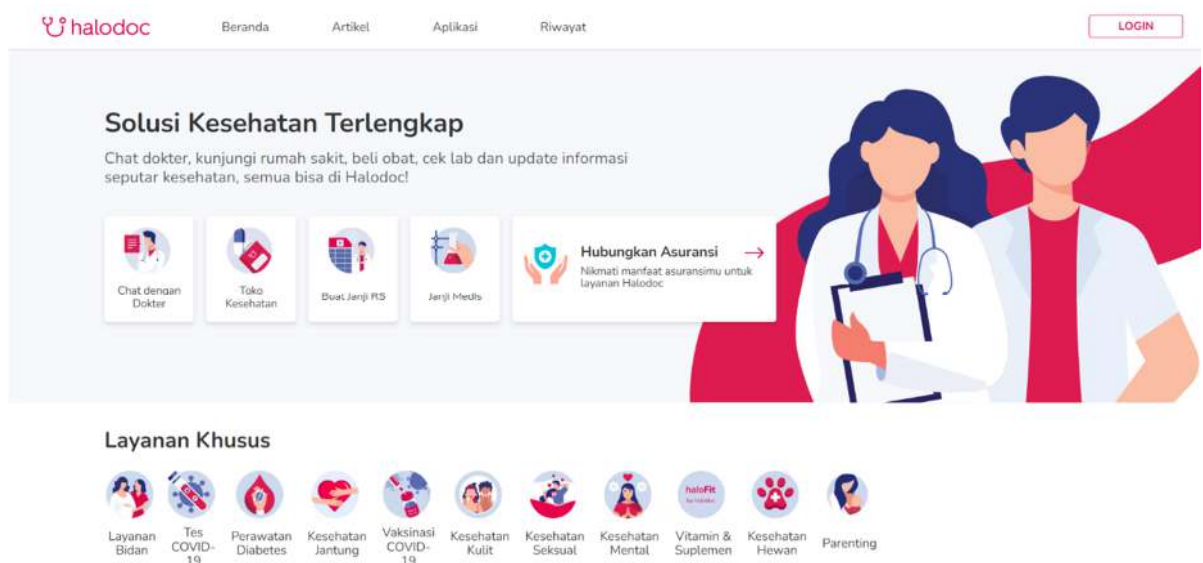 halodoc
Beranda
Artikel
Aplikasi
Riwayat
LOGIN
Solusi Kesehatan Terlengkap
Chat dokter, kunjungi rumah sakit, beli obat, cek lab dan update informasi
seputar kesehatan, semua bisa di Halodoc!
Chat dengan
Dokter
Toko
Kesehatan
Buat Janji RS
Janji Medis
Hubungkan Asuransi
Nikmati manfaat asuransimu untuk
layanan Halodoc
Layanan Khusus
haloFit
by halodoc
Layanan
Bidan
Tes
COVID-
19
Perawatan
Diabetes
Kesehatan
Jantung
Vaksinasi
COVID-
19
Kesehatan
Kulit
Kesehatan
Seksual
Kesehatan
Mental
Vitamin &
Suplemen
Kesehatan
Hewan
Parenting